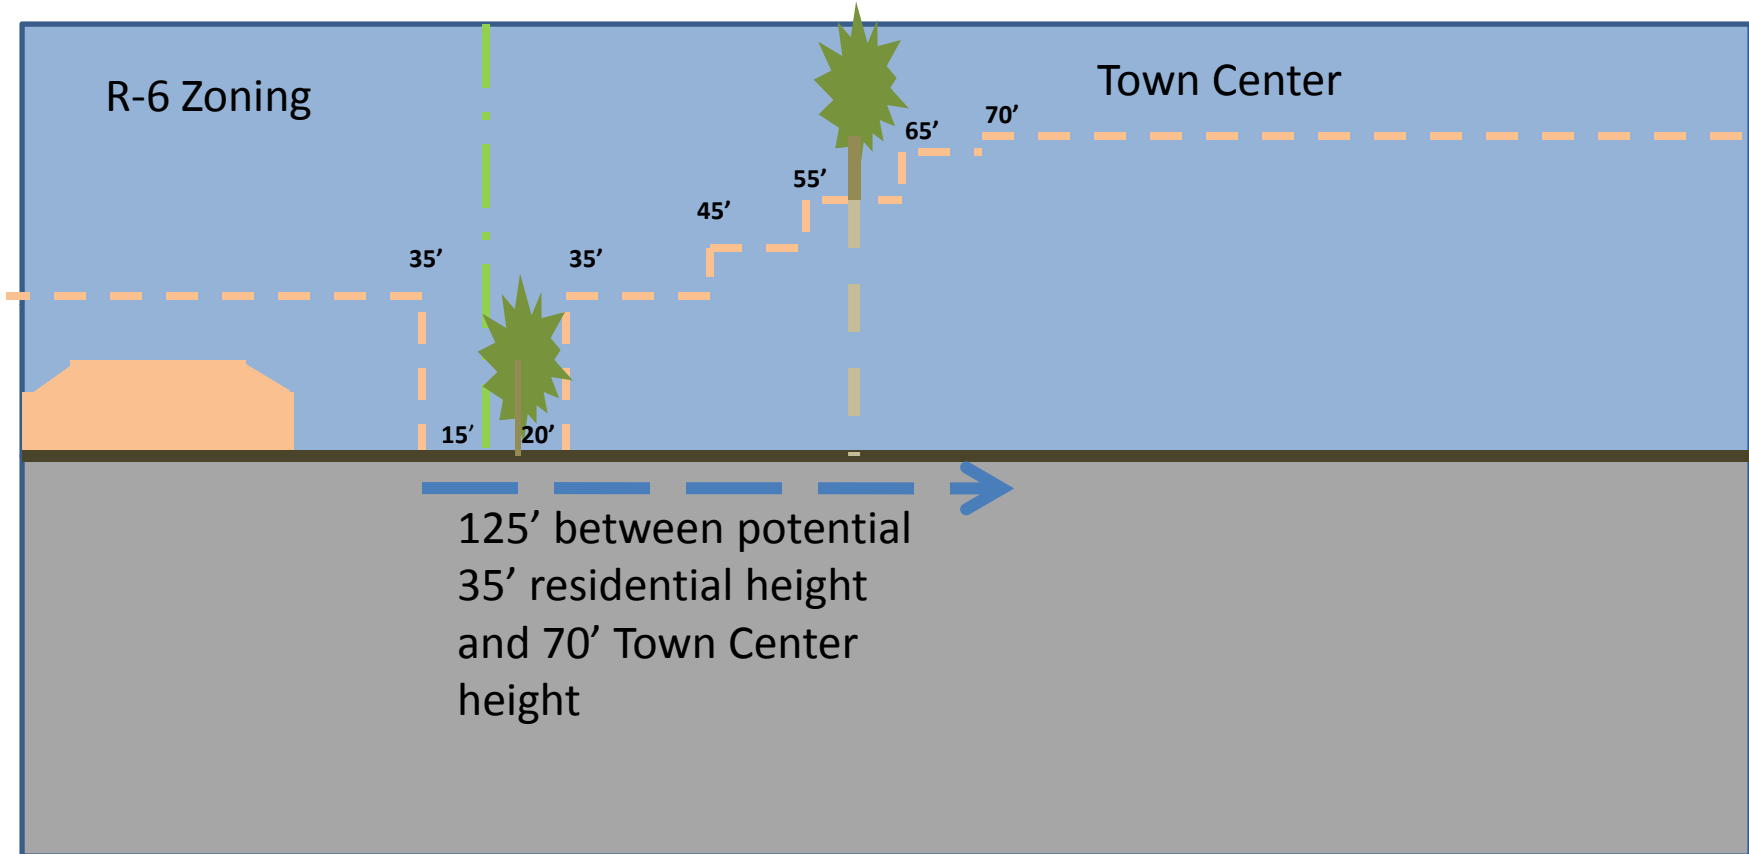 R-6 Zoning
Town Center
70’
65’
55’
45’
35’
35’
15’
20’
125’ between potential
35’ residential height
and 70’ Town Center
height